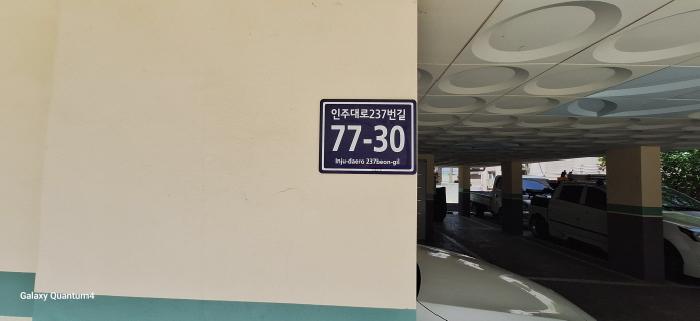 인주대로237번길
77-30
Inju-daero 237beon-gil
Galaxy Quantum4